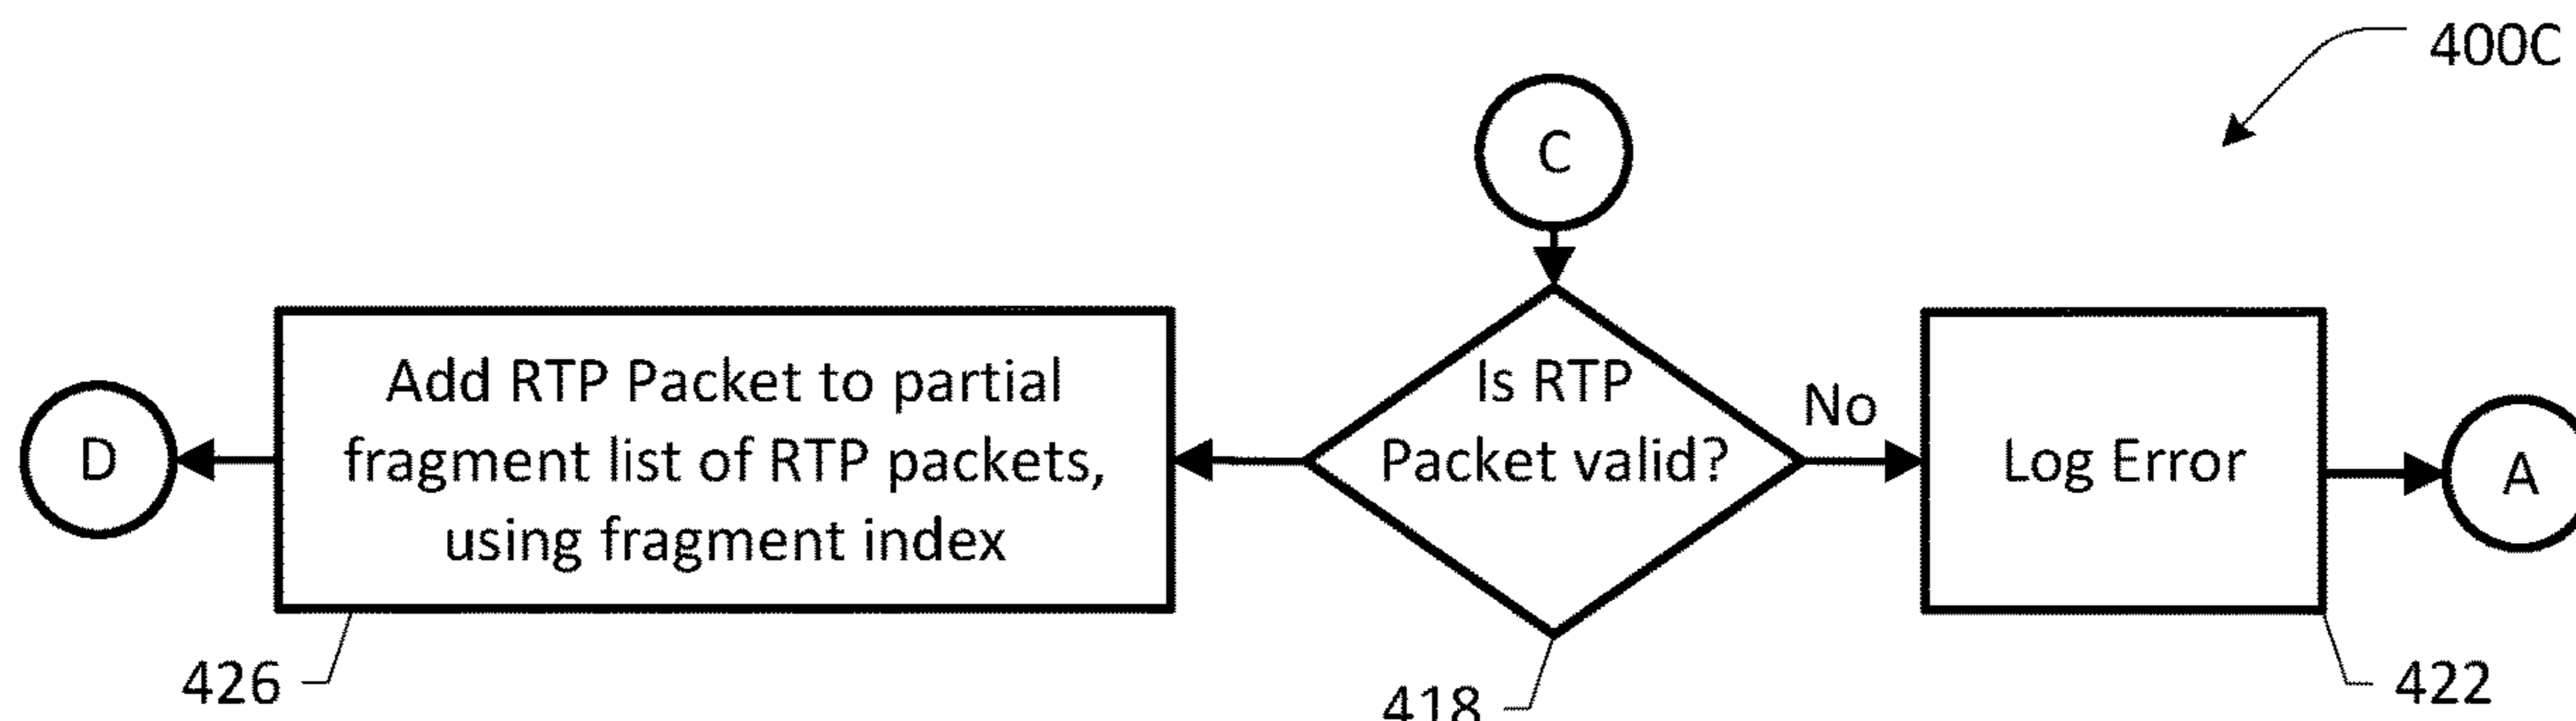 400C
C
Add RTP Packet to partial
fragment list of RTP packets,
using fragment index
Is RTP
Packet valid?
No
Log Error
D
A
426
418
422